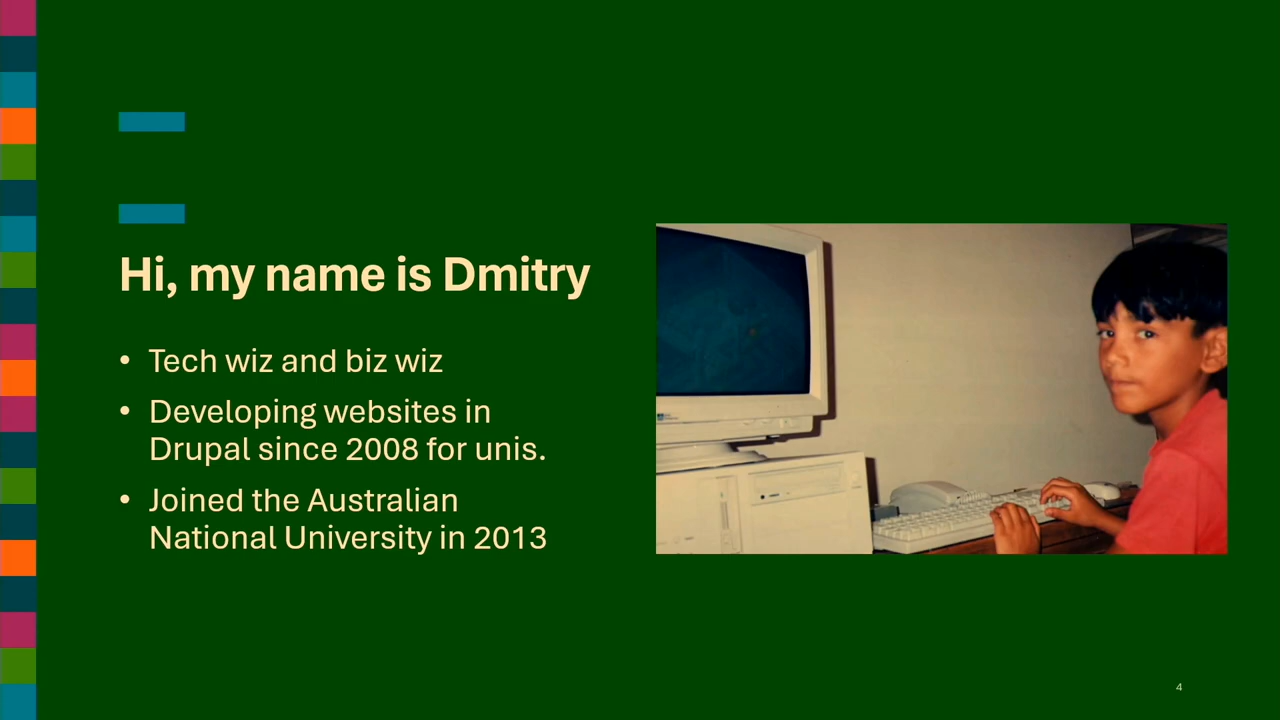 Hi, my name is Dmitry
• Tech wiz and biz wiz
• Developing websites in
Drupal since 2008 for unis.
• Joined the Australian
National University in 2013
4